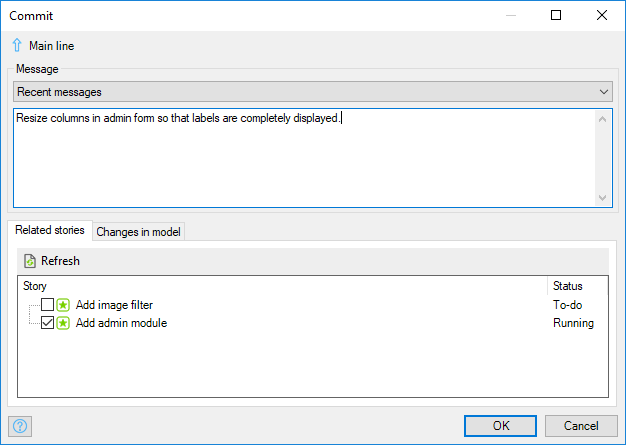 Commit
Main line
Message
Recent messages
Resize columns in admin form so that labels are completely displayed.
Related stories Changes in model
Refresh
Story Status
Add image filter To-do
Add admin module Running
? OK Cancel